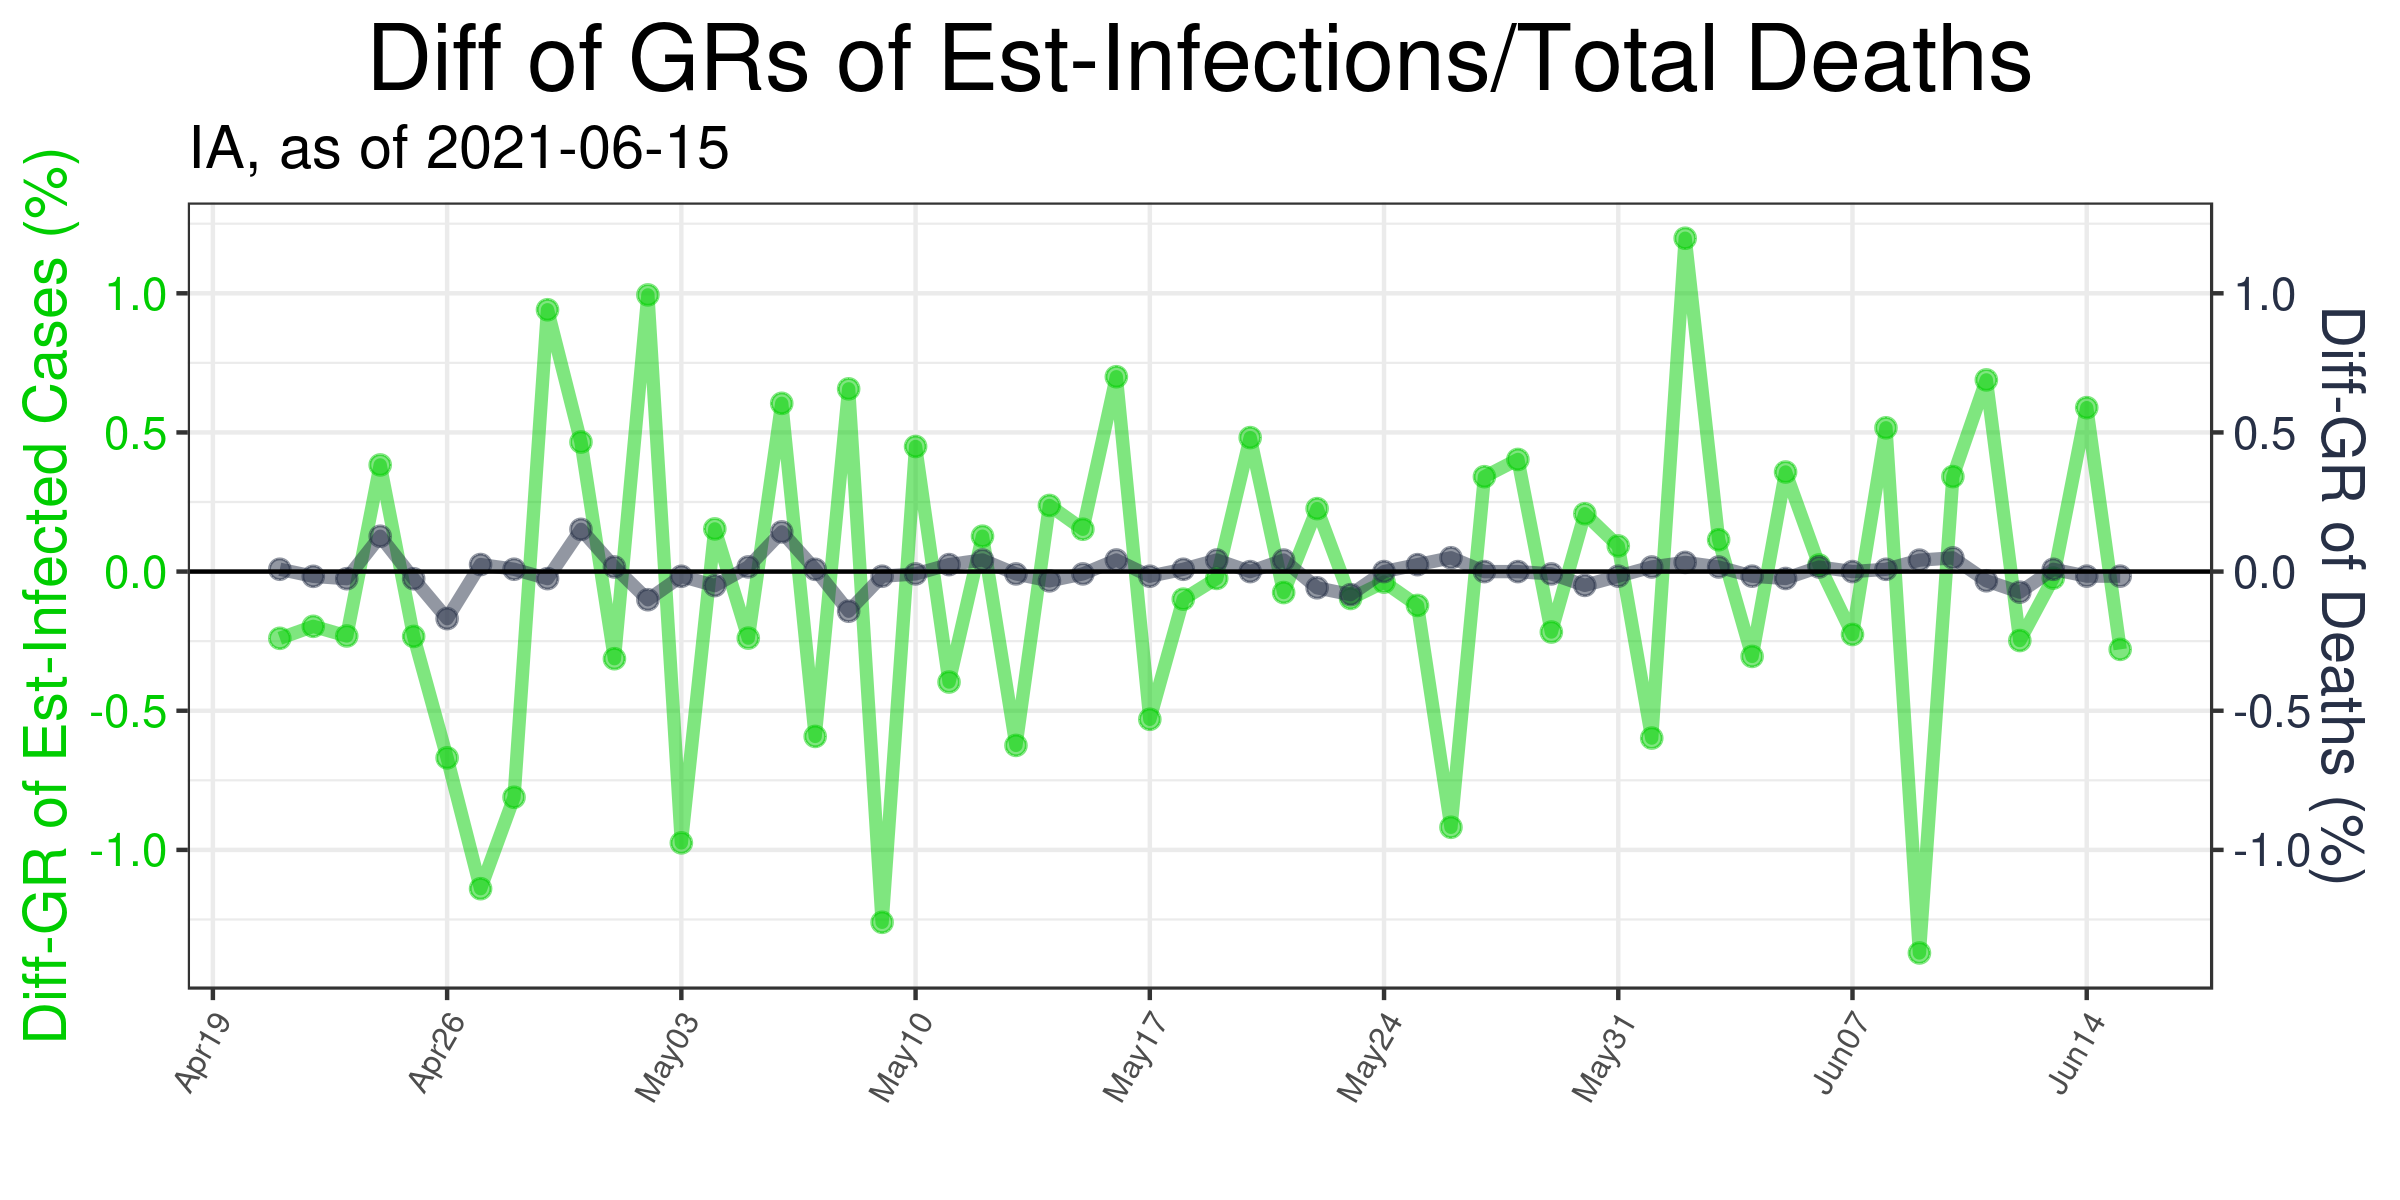 Diff of GRs of Est-Infections/Total Deaths
IA, as of 2021-06-15
Diff-GR of Est-Infected Cases (%)
1.0
0.5
0.0
-0.5
-1.0
1.0
0.5
0.0
-0.5
-1.0
Diff-GR of Deaths (%)
Apr19
Apr26
May03
May10
May17
May24
May31
Jun07
Jun14